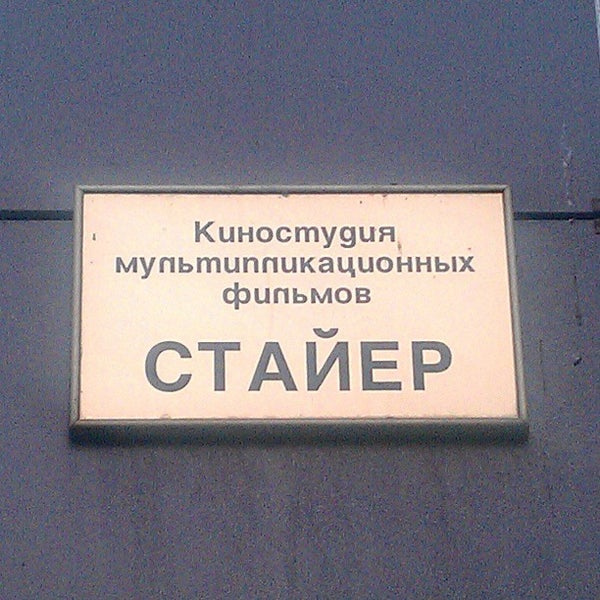 Киностудия
мультипликационных
фильмов
СТАЙЕР